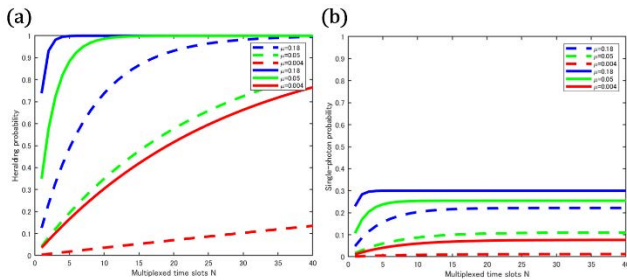 (a)
(b)
1
0.9
0.8
0.7
0.6
0.5
0.4
0.3
0.2
0.1
0
0 5 10 15 20 25 30 35 40
Heralding probability
Multiplexed time slots N
μ=0.18
μ=0.05
μ=0.004
μ=0.18
μ=0.05
μ=0.004
1
0.9
0.8
0.7
0.6
0.5
0.4
0.3
0.2
0.1
0
0 5 10 15 20 25 30 35 40
Single-photon probability
Multiplexed time slots N
μ=0.18
μ=0.05
μ=0.004
μ=0.18
μ=0.05
μ=0.004